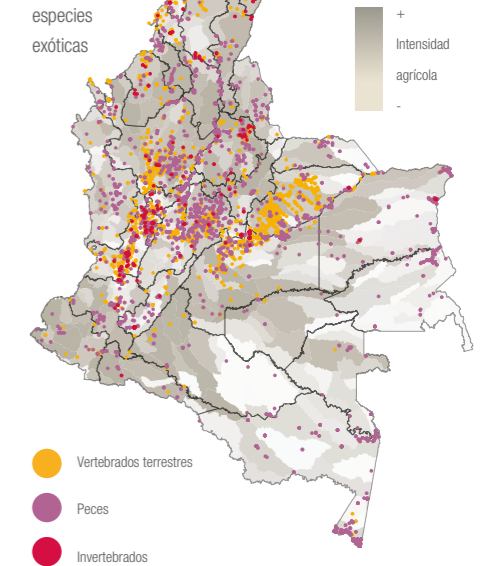 especies
exóticas
+
Intensidad
agrícola
-
Vertebrados terrestres
Peces
Invertebrados